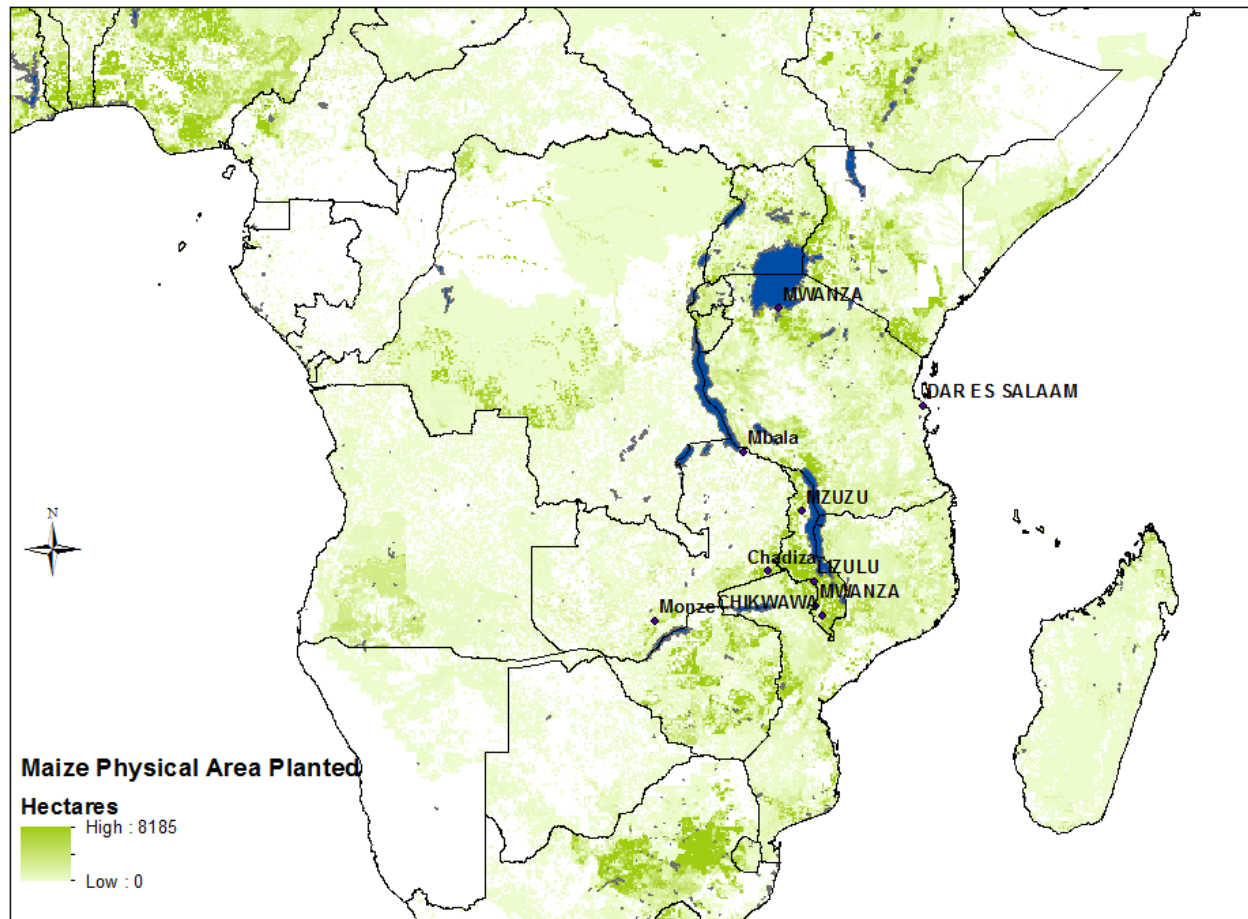 MWANZA
DAR ES SALAAM
Mbala
N
MZUZU
Chadiza
LIZULU
MWANZA
CHIKWAWA
Monze
Maize Physical Area Planted
Hectares
High : 8185
Low : 0